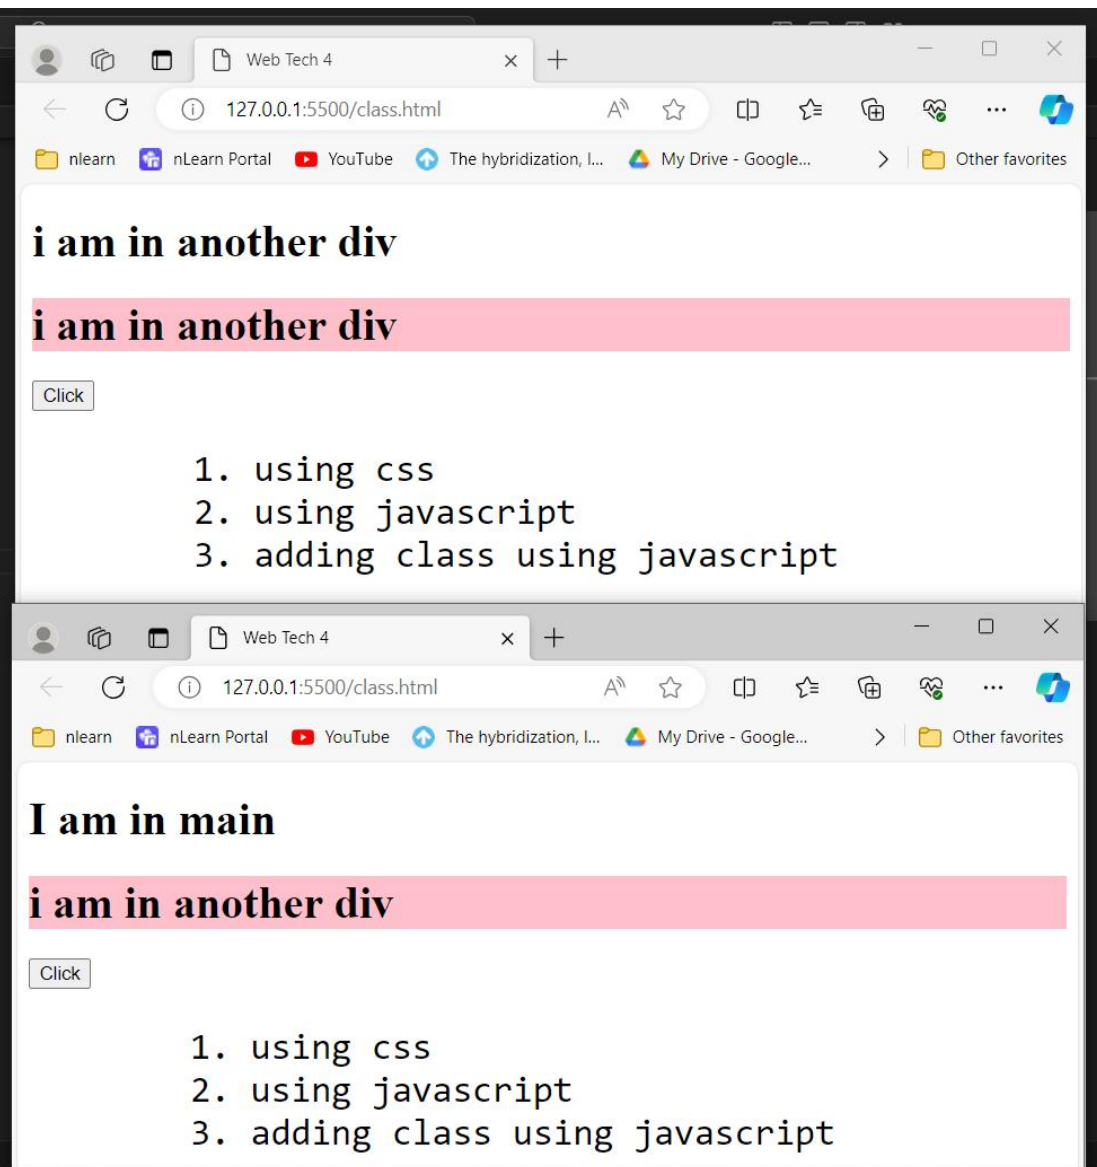 Web Tech 4
127.0.0.1:5500/class.html
nlearn nLearn Portal YouTube The hybridization, I... My Drive - Google... Other favorites
i am in another div
i am in another div
Click
1. using css
2. using javascript
3. adding class using javascript
Web Tech 4
127.0.0.1:5500/class.html
nlearn nLearn Portal YouTube The hybridization, I... My Drive - Google... Other favorites
I am in main
i am in another div
Click
1. using css
2. using javascript
3. adding class using javascript